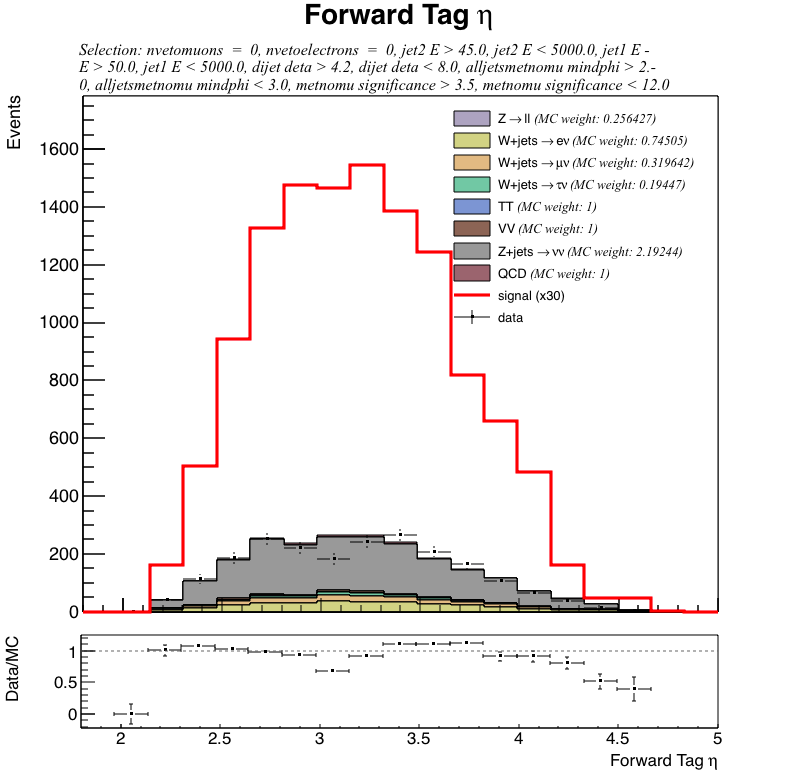 Forward Tag η
Selection: nvetomuons = 0, nvetoelectrons = 0, jet2 E > 45.0, jet2 E < 5000.0, jet1 E -
E > 50.0, jet1 E < 5000.0, dijet deta > 4.2, dijet deta < 8.0, alljetsmetnomu mindphi > 2.-
0, alljetsmetnomu mindphi < 3.0, metnomu significance > 3.5, metnomu significance < 12.0
Events
1600
1400
1200
1000
800
600
400
200
0
Z→ll (MC weight: 0.256427)
W+jets→eν (MC weight: 0.74505)
W+jets→μν (MC weight: 0.319642)
W+jets→τν (MC weight: 0.19447)
TT (MC weight: 1)
VV (MC weight: 1)
Z+jets→νν (MC weight: 2.19244)
QCD (MC weight: 1)
signal (x30)
data
Data/MC
1
0.5
0
2 2.5 3 3.5 4 4.5 5
Forward Tag η